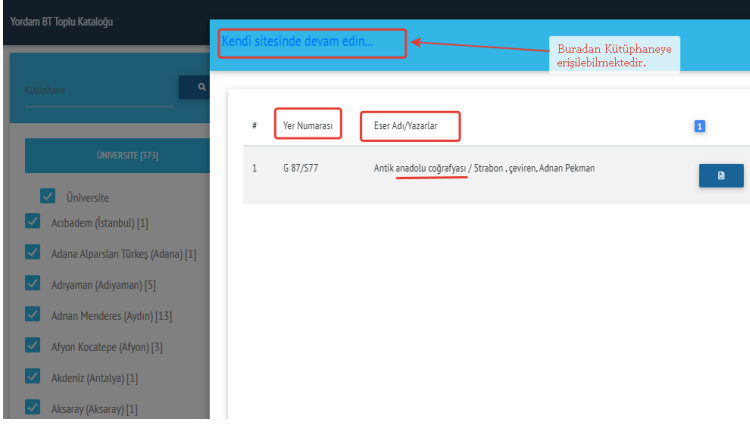 Yordam BT Toplu Kataloğu
Kendi sitesinde devam edin...
Buradan Kütüphaneye
erişilebilmektedir.
Kütüphane
ÜNİVERSİTE [373]
Üniversite
Acıbadem (İstanbul) [1]
Adana Alparslan Türkeş (Adana) [1]
Adıyaman (Adıyaman) [5]
Adnan Menderes (Aydın) [13]
Afyon Kocatepe (Afyon) [3]
Akdeniz (Antalya) [1]
Aksaray (Aksaray) [1]
# Yer Numarası Eser Adı/Yazarlar 1
1 G 87/S77 Antik anadolu coğrafyası / Strabon , çeviren, Adnan Pekman